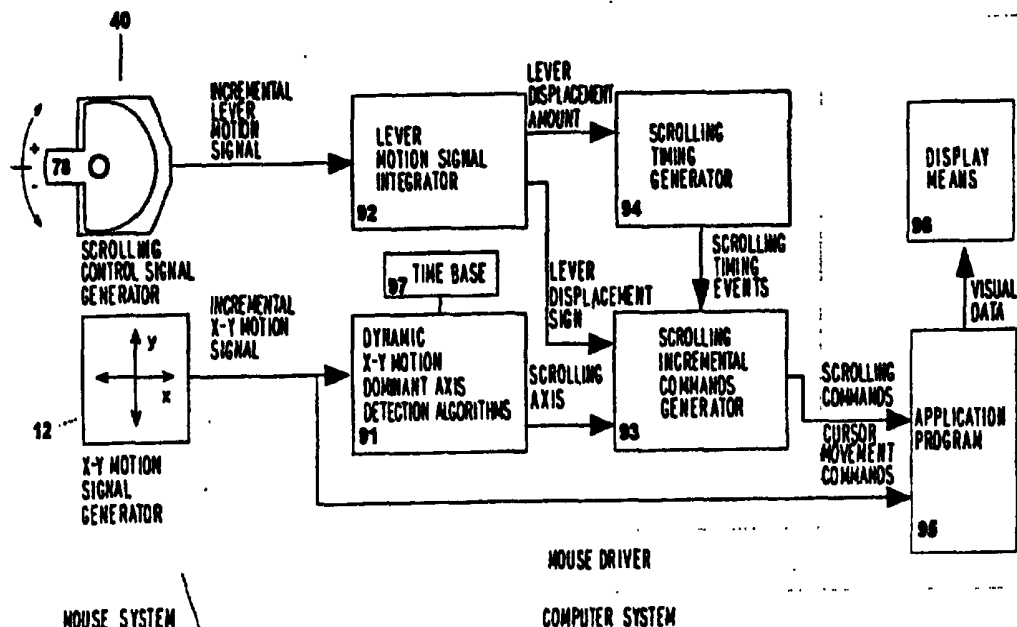 40
INCREMENTAL
LEVER
MOTION
SIGNAL
LEVER
DISPLACEMENT
AMOUNT
+
78
-
LEVER
MOTION SIGNAL
INTEGRATOR
92
SCROLLING
TIMING
GENERATOR
94
DISPLAY
MEANS
96
SCROLLING
CONTROL SIGNAL
GENERATOR
97 TIME BASE
LEVER
DISPLACEMENT
SIGN
SCROLLING
TIMING
EVENTS
VISUAL
DATA
INCREMENTAL
X-Y MOTION
SIGNAL
y
x
12
DYNAMIC
X-Y MOTION
DOMINANT AXIS
DETECTION ALGORITHMS
91
SCROLLING
AXIS
SCROLLING
INCREMENTAL
COMMANDS
GENERATOR
93
SCROLLING
COMMANDS
CURSOR
MOVEMENT
COMMANDS
APPLICATION
PROGRAM
95
X-Y MOTION
SIGNAL
GENERATOR
MOUSE DRIVER
MOUSE SYSTEM
COMPUTER SYSTEM